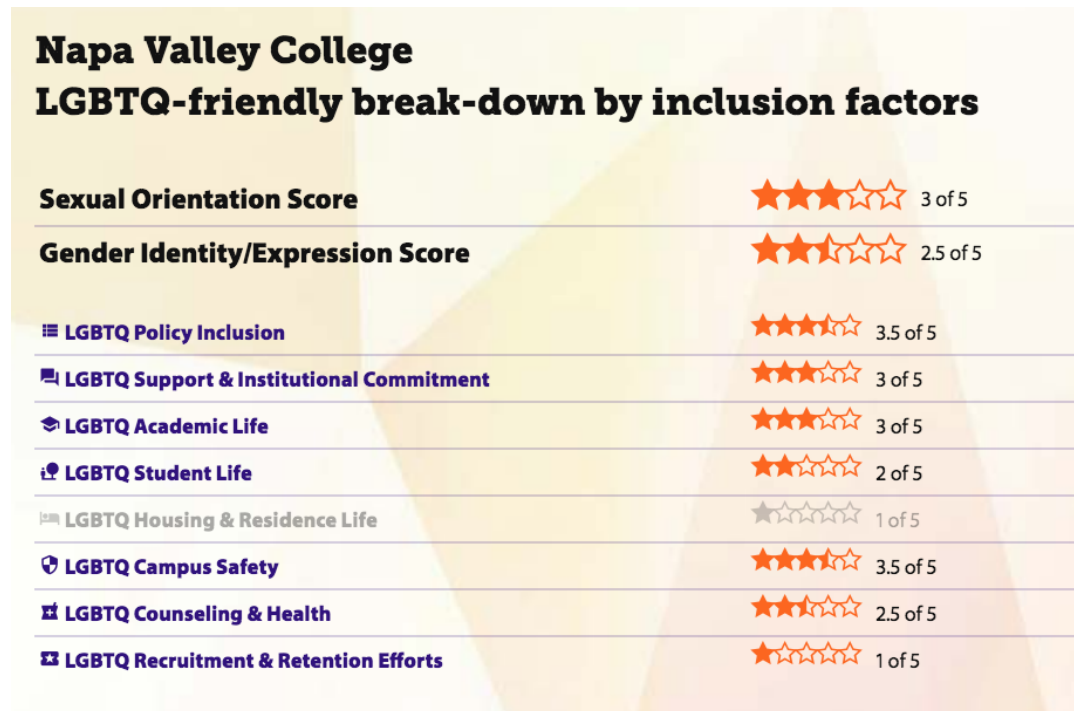 Napa Valley College
LGBTQ-friendly break-down by inclusion factors
Sexual Orientation Score 3 of 5
Gender Identity/Expression Score 2.5 of 5
LGBTQ Policy Inclusion 3.5 of 5
LGBTQ Support & Institutional Commitment 3 of 5
LGBTQ Academic Life 3 of 5
LGBTQ Student Life 2 of 5
LGBTQ Housing & Residence Life 1 of 5
LGBTQ Campus Safety 3.5 of 5
LGBTQ Counseling & Health 2.5 of 5
LGBTQ Recruitment & Retention Efforts 1 of 5